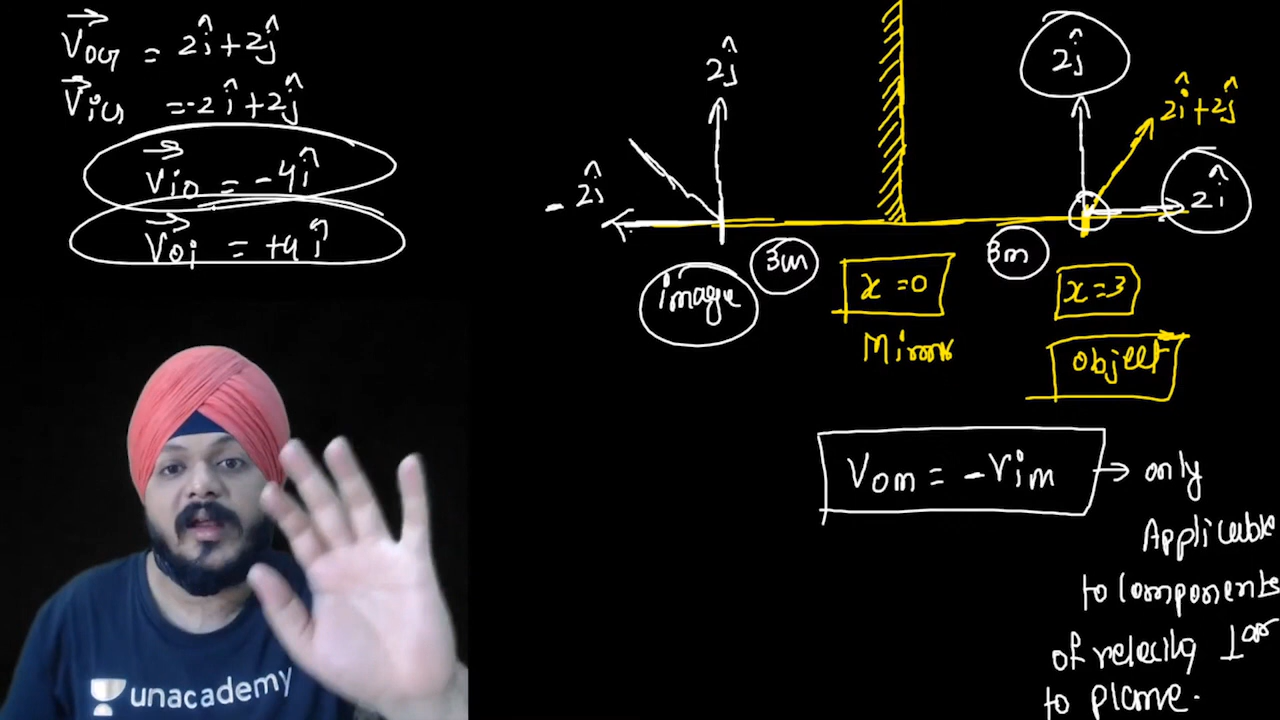 V⃗oG = 2î+2ĵ
V⃗iG = -2î+2ĵ
V⃗io = -4î
V⃗oi = +4î
2ĵ
-2î
image
3m
x=0
Mirror
2ĵ
2î+2ĵ
2î
3m
x=3
object
Vom = -Vim → only
Applicable
to components
of velocity ⊥ar
to plane.
unacademy